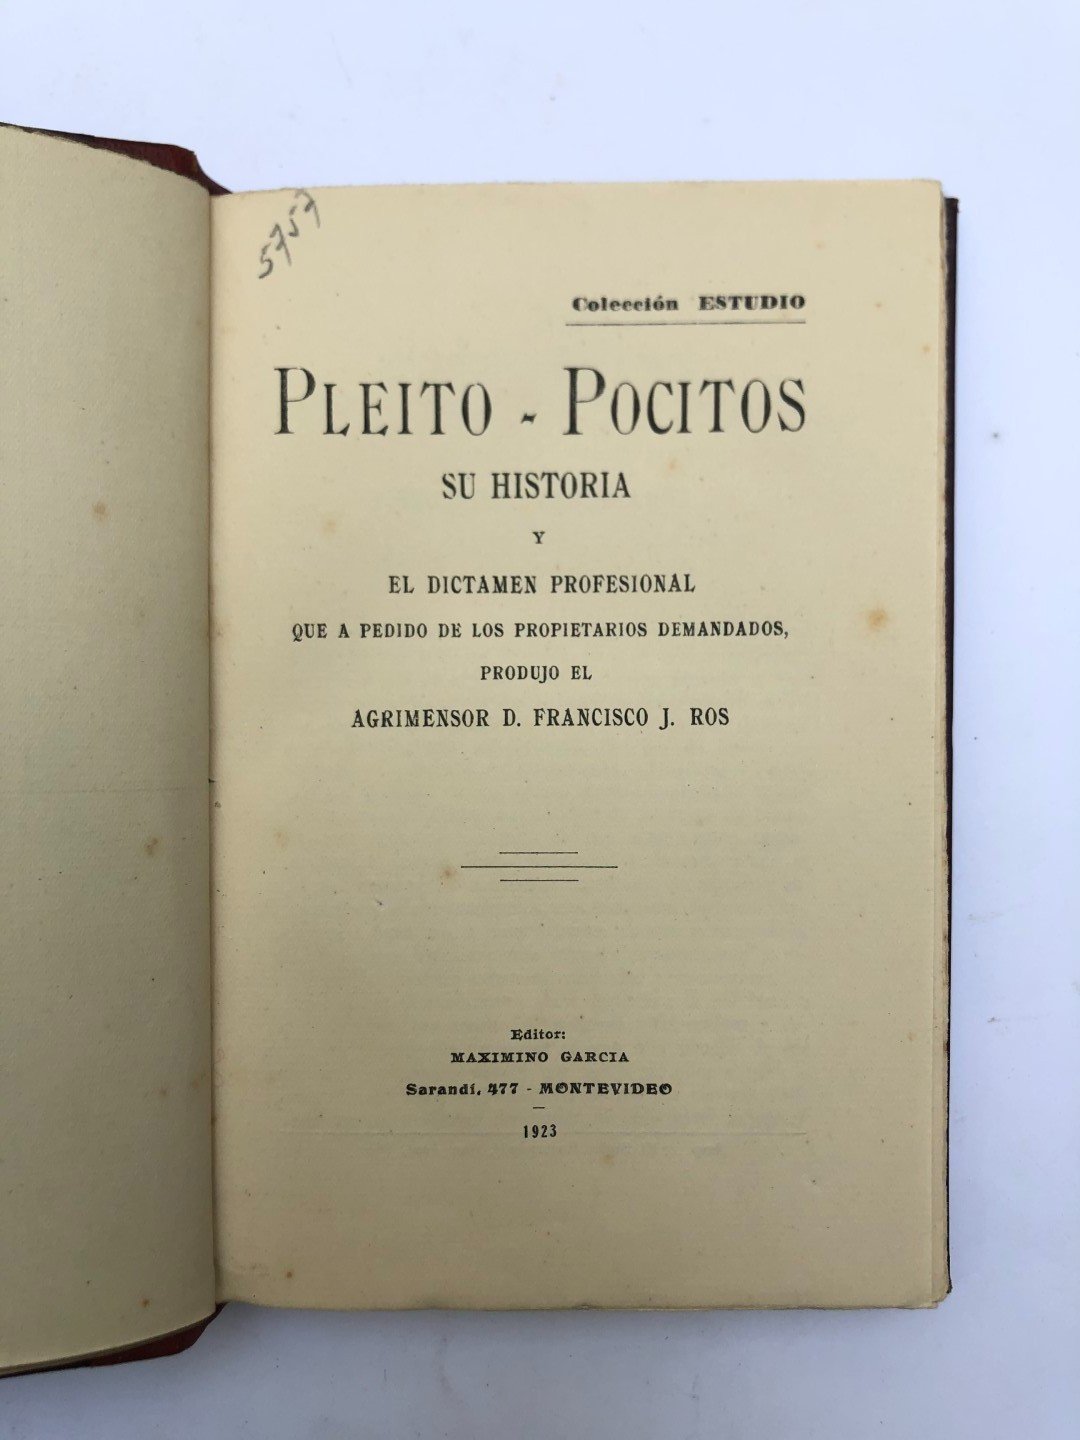 5757
Colección ESTUDIO
PLEITO - POCITOS
SU HISTORIA
Y
EL DICTAMEN PROFESIONAL
QUE A PEDIDO DE LOS PROPIETARIOS DEMANDADOS,
PRODUJO EL
AGRIMENSOR D. FRANCISCO J. ROS
Editor:
MAXIMINO GARCIA
Sarandí, 477 - MONTEVIDEO
1923